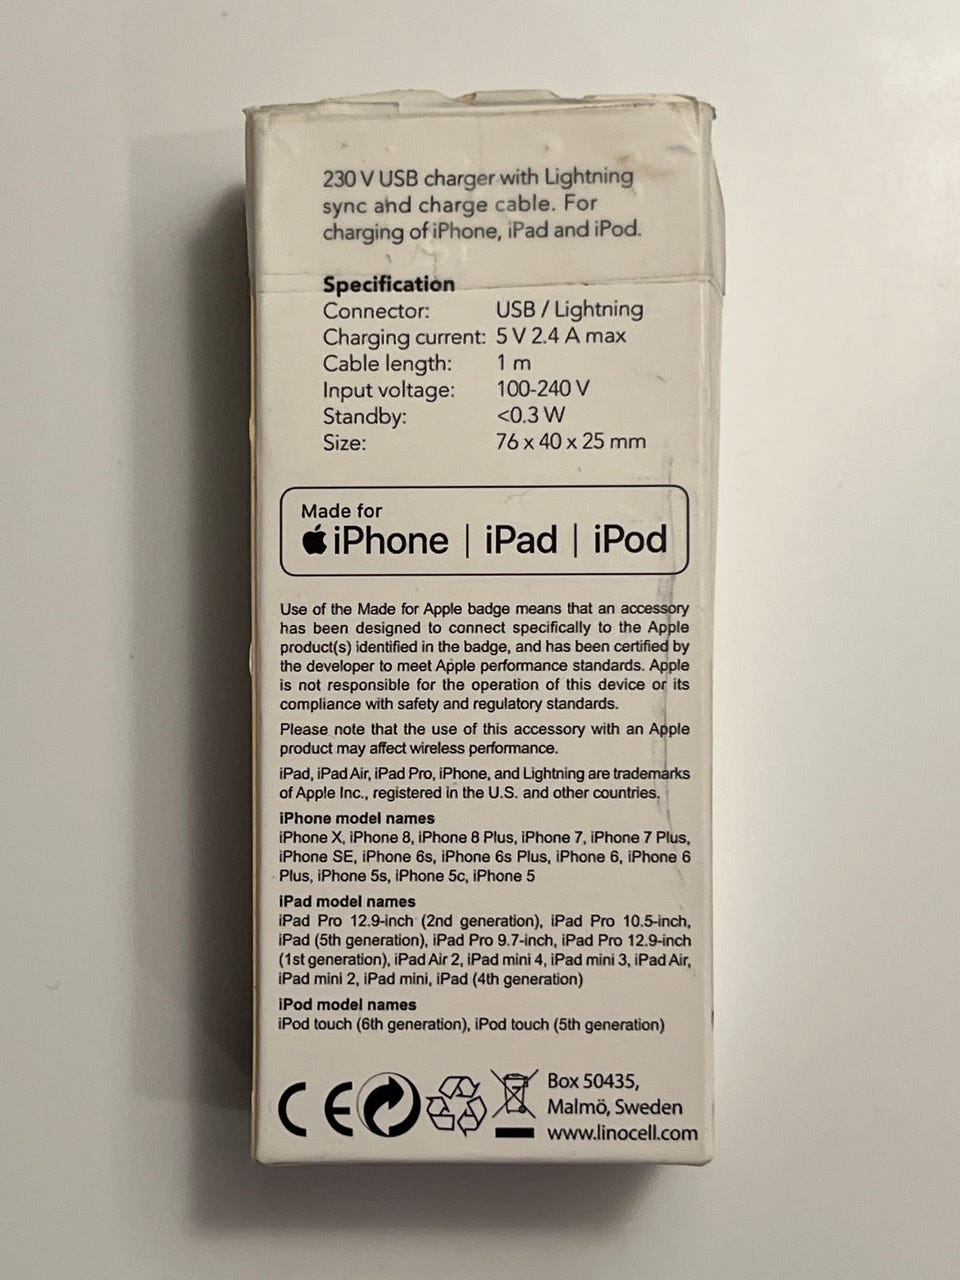 230 V USB charger with Lightning
sync and charge cable. For
charging of iPhone, iPad and iPod.
Specification
Connector: USB / Lightning
Charging current: 5 V 2.4 A max
Cable length: 1 m
Input voltage: 100-240 V
Standby: <0.3 W
Size: 76 x 40 x 25 mm
Made for
iPhone | iPad | iPod
Use of the Made for Apple badge means that an accessory
has been designed to connect specifically to the Apple
product(s) identified in the badge, and has been certified by
the developer to meet Apple performance standards. Apple
is not responsible for the operation of this device or its
compliance with safety and regulatory standards.
Please note that the use of this accessory with an Apple
product may affect wireless performance.
iPad, iPad Air, iPad Pro, iPhone, and Lightning are trademarks
of Apple Inc., registered in the U.S. and other countries.
iPhone model names
iPhone X, iPhone 8, iPhone 8 Plus, iPhone 7, iPhone 7 Plus,
iPhone SE, iPhone 6s, iPhone 6s Plus, iPhone 6, iPhone 6
Plus, iPhone 5s, iPhone 5c, iPhone 5
iPad model names
iPad Pro 12.9-inch (2nd generation), iPad Pro 10.5-inch,
iPad (5th generation), iPad Pro 9.7-inch, iPad Pro 12.9-inch
(1st generation), iPad Air 2, iPad mini 4, iPad mini 3, iPad Air,
iPad mini 2, iPad mini, iPad (4th generation)
iPod model names
iPod touch (6th generation), iPod touch (5th generation)
CE
Box 50435,
Malmö, Sweden
www.linocell.com